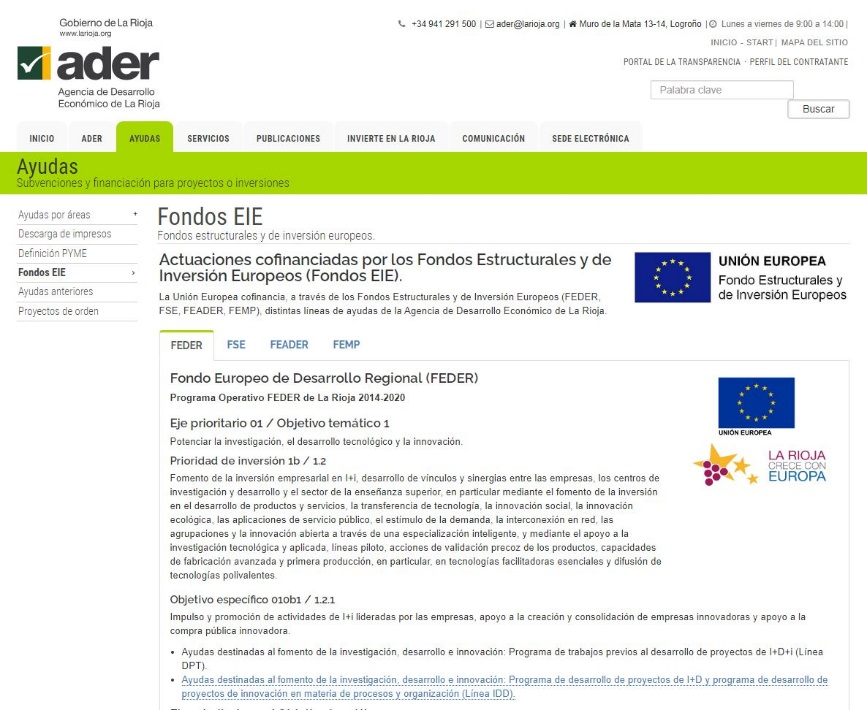 Gobierno de La Rioja
www.larioja.org
ader
Agencia de Desarrollo
Económico de La Rioja
+34 941 291 500 | ader@larioja.org | Muro de la Mata 13-14, Logroño | Lunes a viernes de 9:00 a 14:00 |
INICIO - START | MAPA DEL SITIO
PORTAL DE LA TRANSPARENCIA · PERFIL DEL CONTRATANTE
Palabra clave
Buscar
INICIO ADER AYUDAS SERVICIOS PUBLICACIONES INVIERTE EN LA RIOJA COMUNICACIÓN SEDE ELECTRÓNICA
Ayudas
Subvenciones y financiación para proyectos o inversiones
Ayudas por áreas +
Descarga de impresos
Definición PYME
Fondos EIE ›
Ayudas anteriores
Proyectos de orden
Fondos EIE
Fondos estructurales y de inversión europeos.
Actuaciones cofinanciadas por los Fondos Estructurales y de
Inversión Europeos (Fondos EIE).
La Unión Europea cofinancia, a través de los Fondos Estructurales y de Inversión Europeos (FEDER,
FSE, FEADER, FEMP), distintas líneas de ayudas de la Agencia de Desarrollo Económico de La Rioja.
UNIÓN EUROPEA
Fondo Estructurales y
de Inversión Europeos
FEDER FSE FEADER FEMP
Fondo Europeo de Desarrollo Regional (FEDER)
Programa Operativo FEDER de La Rioja 2014-2020
Eje prioritario 01 / Objetivo temático 1
Potenciar la investigación, el desarrollo tecnológico y la innovación.
Prioridad de inversión 1b / 1.2
Fomento de la inversión empresarial en I+i, desarrollo de vínculos y sinergias entre las empresas, los centros de
investigación y desarrollo y el sector de la enseñanza superior, en particular mediante el fomento de la inversión
en el desarrollo de productos y servicios, la transferencia de tecnología, la innovación social, la innovación
ecológica, las aplicaciones de servicio público, el estímulo de la demanda, la interconexión en red, las
agrupaciones y la innovación abierta a través de una especialización inteligente, y mediante el apoyo a la
investigación tecnológica y aplicada, líneas piloto, acciones de validación precoz de los productos, capacidades
de fabricación avanzada y primera producción, en particular, en tecnologías facilitadoras esenciales y difusión de
tecnologías polivalentes.
UNIÓN EUROPEA
LA RIOJA
CRECE CON
EUROPA
Objetivo específico 010b1 / 1.2.1
Impulso y promoción de actividades de I+i lideradas por las empresas, apoyo a la creación y consolidación de empresas innovadoras y apoyo a la
compra pública innovadora.
• Ayudas destinadas al fomento de la investigación, desarrollo e innovación: Programa de trabajos previos al desarrollo de proyectos de I+D+i (Línea
DPT).
• Ayudas destinadas al fomento de la investigación, desarrollo e innovación: Programa de desarrollo de proyectos de I+D y programa de desarrollo de
proyectos de innovación en materia de procesos y organización (Línea IDD).